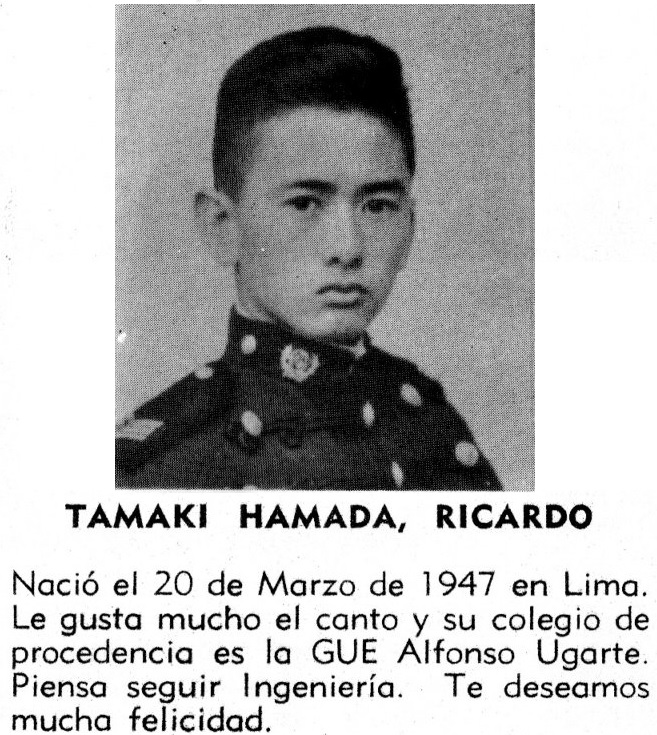 TAMAKI HAMADA, RICARDO
Nació el 20 de Marzo de 1947 en Lima.
Le gusta mucho el canto y su colegio de
procedencia es la GUE Alfonso Ugarte.
Piensa seguir Ingeniería. Te deseamos
mucha felicidad.